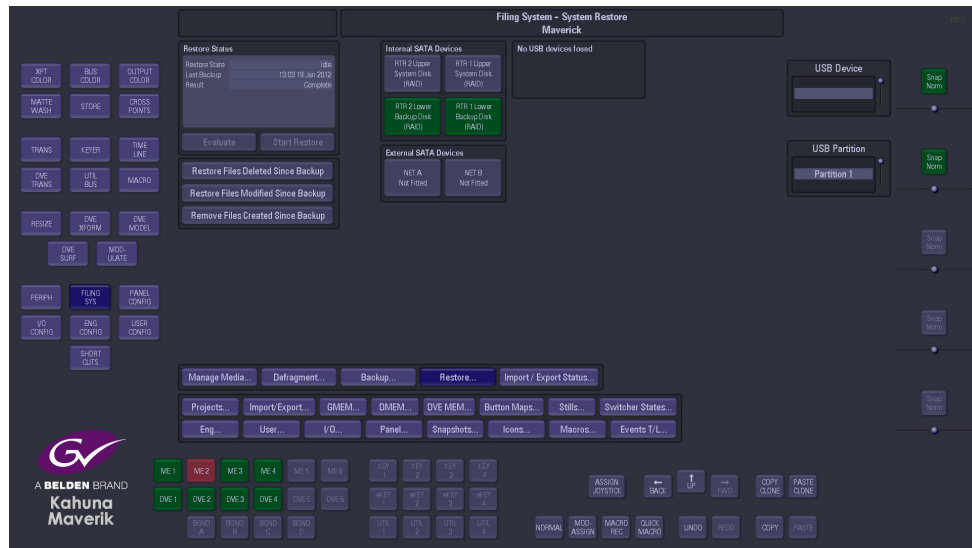 Filing System - System Restore
Maverick
HDD
Restore Status
Restore State Idle
Last Backup 13:03 19 Jan 2012
Result Complete
Evaluate Start Restore
Restore Files Deleted Since Backup
Restore Files Modified Since Backup
Remove Files Created Since Backup
Internal SATA Devices
RTR 2 Upper
System Disk
(RAID)
RTR 1 Upper
System Disk
(RAID)
RTR 2 Lower
Backup Disk
(RAID)
RTR 1 Lower
Backup Disk
(RAID)
External SATA Devices
NET A
Not Fitted
NET B
Not Fitted
No USB devices found
USB Device
USB Partition
Partition 1
Snap
Norm
Snap
Norm
Snap
Norm
Snap
Norm
Snap
Norm
XPT
COLOR
BUS
COLOR
OUTPUT
COLOR
MATTE
WASH
STORE
CROSS
POINTS
TRANS
KEYER
TIME
LINE
DVE
TRANS
UTIL
BUS
MACRO
RESIZE
DVE
XFORM
DVE
MODEL
DVE
SURF
MOD-
ULATE
PERIPH
FILING
SYS
PANEL
CONFIG
I/O
CONFIG
ENG
CONFIG
USER
CONFIG
SHORT
CUTS
Manage Media... Defragment... Backup... Restore... Import / Export Status...
Projects... Import/Export... GMEM... DMEM... DVE MEM... Button Maps... Stills... Switcher States...
Eng... User... I/O... Panel... Snapshots... Icons... Macros... Events T/L...
GV
A BELDEN BRAND
Kahuna
Maverik
ME 1 ME 2 ME 3 ME 4 ME 5 ME 6
DVE 1 DVE 2 DVE 3 DVE 4 DVE 5 DVE 6
BGND
A
BGND
B
BGND
C
BGND
D
KEY
1
KEY
2
KEY
3
KEY
4
eKEY
1
eKEY
2
eKEY
3
eKEY
4
UTIL
1
UTIL
2
UTIL
3
UTIL
4
ASSIGN
JOYSTICK
←
BACK
↑
UP
→
FWD
COPY
CLONE
PASTE
CLONE
NORMAL
MOD-
ASSIGN
MACRO
REC
QUICK
MACRO
UNDO
REDO
COPY
PASTE